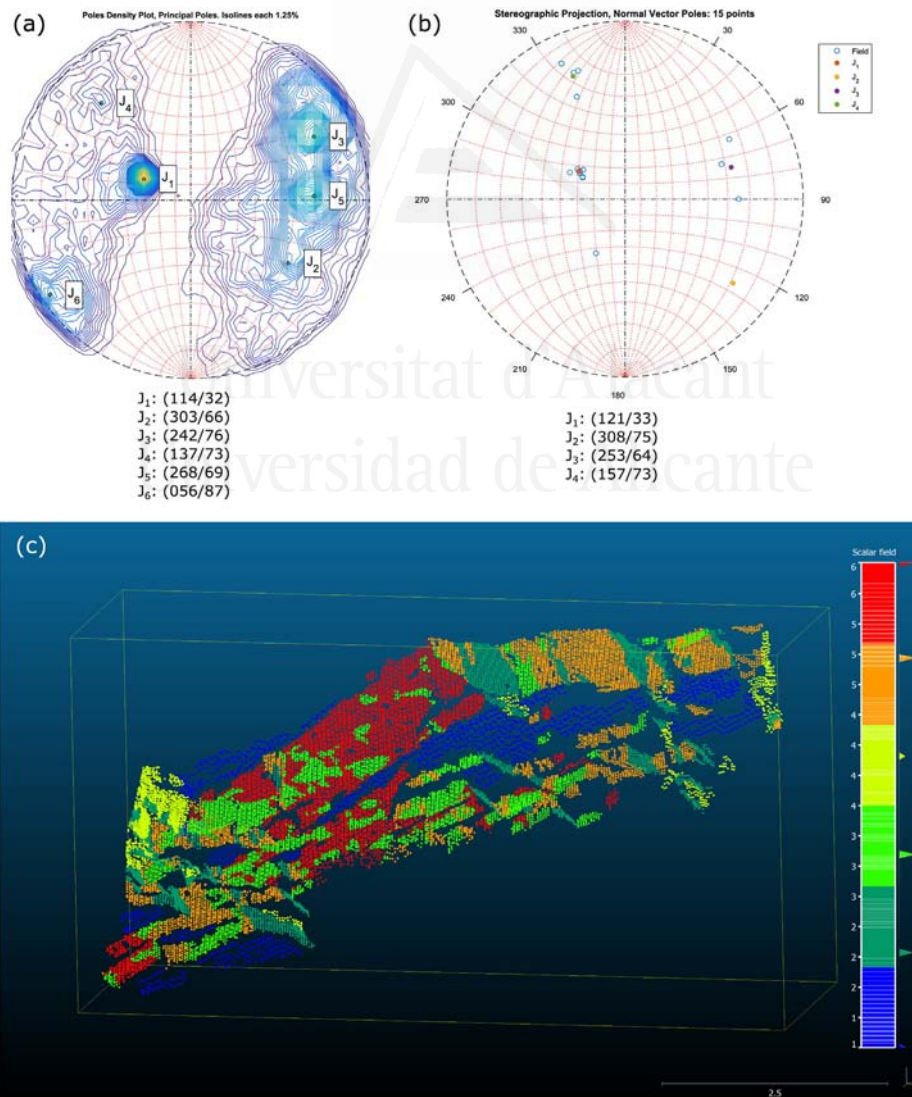 (a)
Poles Density Plot, Principal Poles. Isolines each 1.25%
J4
J3
J1
J5
J2
J6
J1: (114/32)
J2: (303/66)
J3: (242/76)
J4: (137/73)
J5: (268/69)
J6: (056/87)
(b)
Stereographic Projection, Normal Vector Poles: 15 points
330
30
300
60
270
90
240
120
210
150
180
Field
J1
J2
J3
J4
J1: (121/33)
J2: (308/75)
J3: (253/64)
J4: (157/73)
Universitat d'Alacant
Universidad de Alicante
(c)
Scalar field
6
6
5
5
5
4
4
4
3
3
3
2
2
2
1
1
2.5